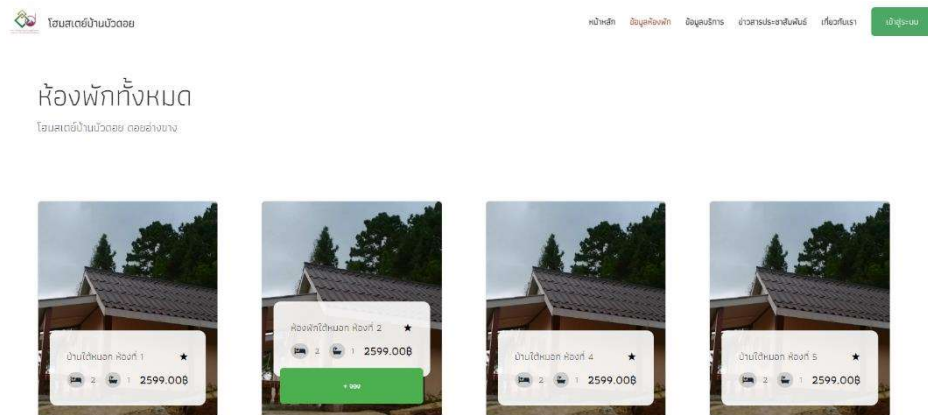 โฮมสเตย์บ้านบัวดอย
หน้าหลัก ข้อมูลห้องพัก ข้อมูลบริการ ข่าวสารประชาสัมพันธ์ เกี่ยวกับเรา เข้าสู่ระบบ
ห้องพักทั้งหมด
โฮมสเตย์บ้านบัวดอย ดอยอ่างขาง
บ้านใต้หมอก ห้องที่ 1
2 1 2599.00฿
ห้องพักใต้หมอก ห้องที่ 2
2 1 2599.00฿
+ จอง
บ้านใต้หมอก ห้องที่ 4
2 1 2599.00฿
บ้านใต้หมอก ห้องที่ 5
2 1 2599.00฿